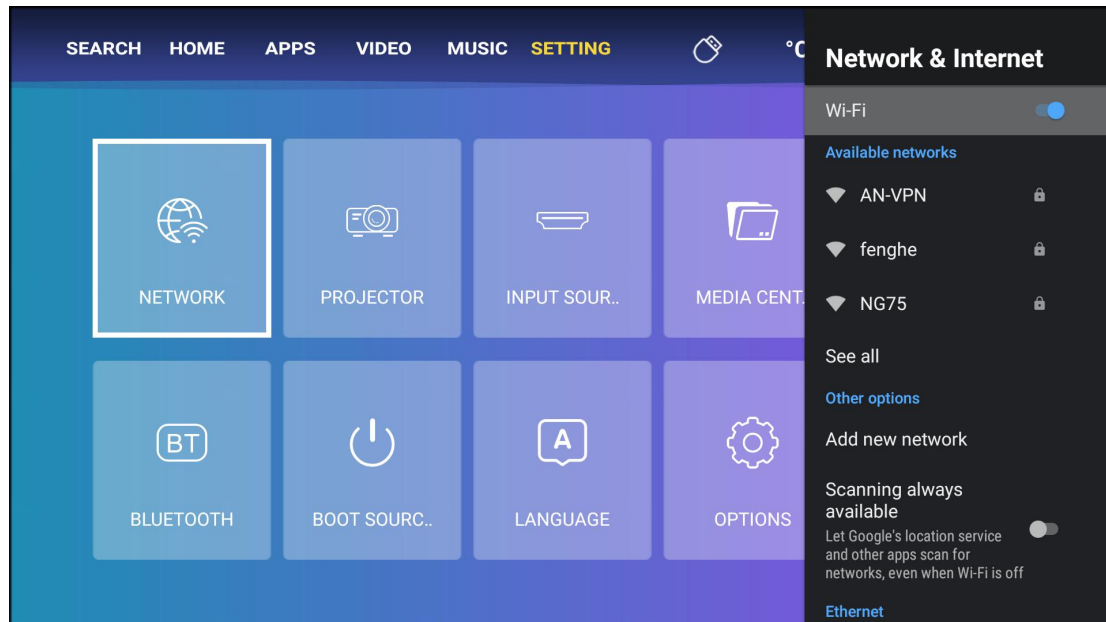 SEARCH HOME APPS VIDEO MUSIC SETTING °C
NETWORK PROJECTOR INPUT SOUR.. MEDIA CENT.
BT A
BLUETOOTH BOOT SOURC.. LANGUAGE OPTIONS
Network & Internet
Wi-Fi
Available networks
AN-VPN
fenghe
NG75
See all
Other options
Add new network
Scanning always
available
Let Google's location service
and other apps scan for
networks, even when Wi-Fi is off
Ethernet